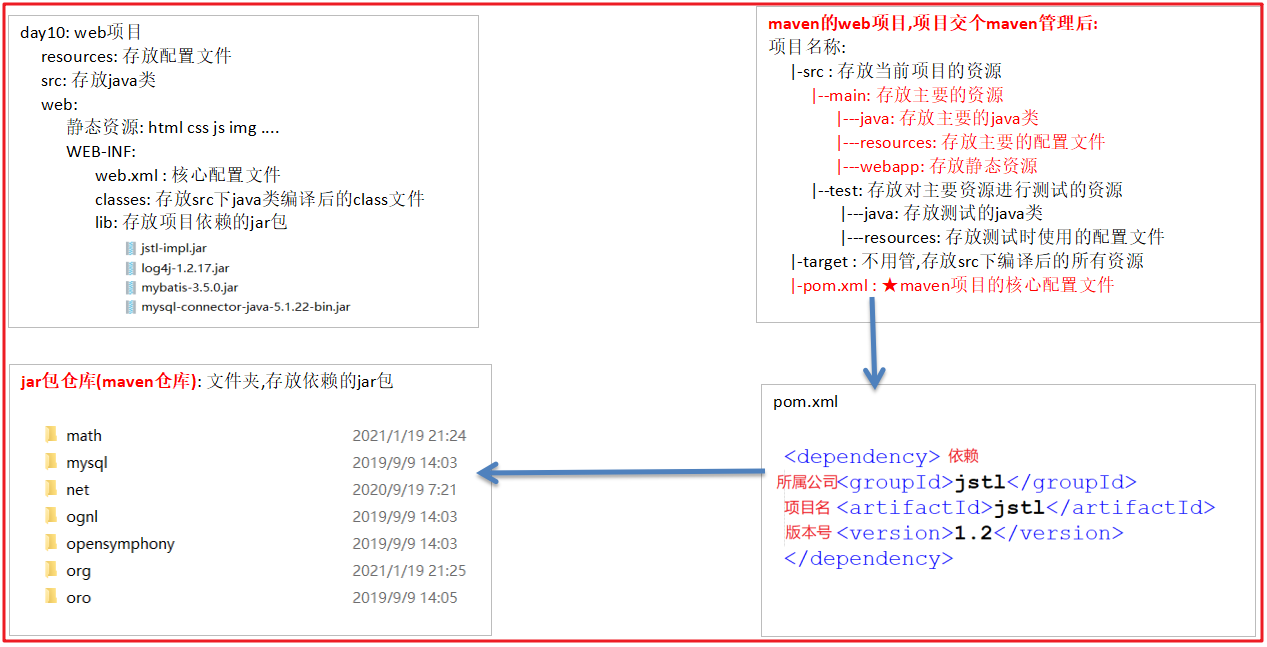 day10: web项目
resources: 存放配置文件
src: 存放java类
web:
静态资源: html css js img ....
WEB-INF:
web.xml : 核心配置文件
classes: 存放src下java类编译后的class文件
lib: 存放项目依赖的jar包
jstl-impl.jar
log4j-1.2.17.jar
mybatis-3.5.0.jar
mysql-connector-java-5.1.22-bin.jar
maven的web项目,项目交个maven管理后:
项目名称:
|-src : 存放当前项目的资源
|--main: 存放主要的资源
|---java: 存放主要的java类
|---resources: 存放主要的配置文件
|---webapp: 存放静态资源
|--test: 存放对主要资源进行测试的资源
|---java: 存放测试的java类
|---resources: 存放测试时使用的配置文件
|-target : 不用管,存放src下编译后的所有资源
|-pom.xml : ★maven项目的核心配置文件
jar包仓库(maven仓库): 文件夹,存放依赖的jar包
math 2021/1/19 21:24
mysql 2019/9/9 14:03
net 2020/9/19 7:21
ognl 2019/9/9 14:03
opensymphony 2019/9/9 14:03
org 2021/1/19 21:25
oro 2019/9/9 14:05
pom.xml
<dependency> 依赖
所属公司<groupId>jstl</groupId>
项目名 <artifactId>jstl</artifactId>
版本号 <version>1.2</version>
</dependency>